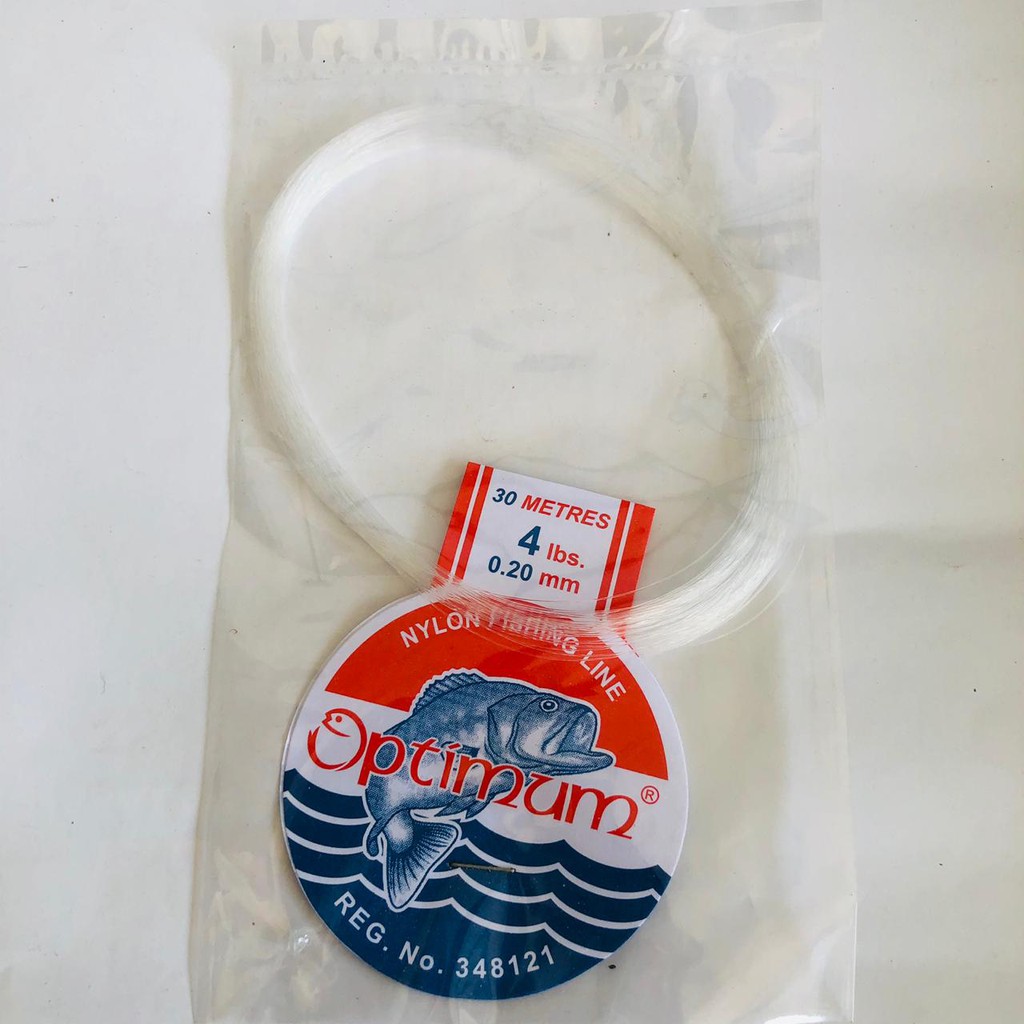 30 METRES
4 lbs.
0.20 mm
NYLON FISHING LINE
Optimum®
REG. No. 348121